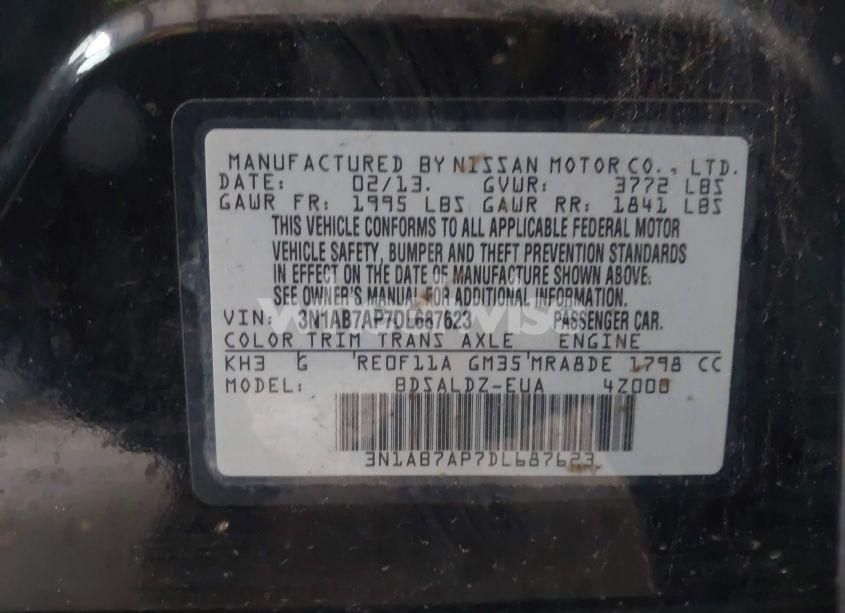 MANUFACTURED BY NISSAN MOTOR CO., LTD.
DATE: 02/13. GVWR: 3772 LBS
GAWR FR: 1995 LBS GAWR RR: 1841 LBS
THIS VEHICLE CONFORMS TO ALL APPLICABLE FEDERAL MOTOR
VEHICLE SAFETY, BUMPER AND THEFT PREVENTION STANDARDS
IN EFFECT ON THE DATE OF MANUFACTURE SHOWN ABOVE.
SEE OWNER'S MANUAL FOR ADDITIONAL INFORMATION.
VIN: 3N1AB7AP7DL687623 PASSENGER CAR.
COLOR TRIM TRANS AXLE ENGINE
KH3 G RE0F11A GM35 MRA8DE 1798 CC
MODEL: BDSALDZ-EUA 4Z000
3N1AB7AP7DL687623